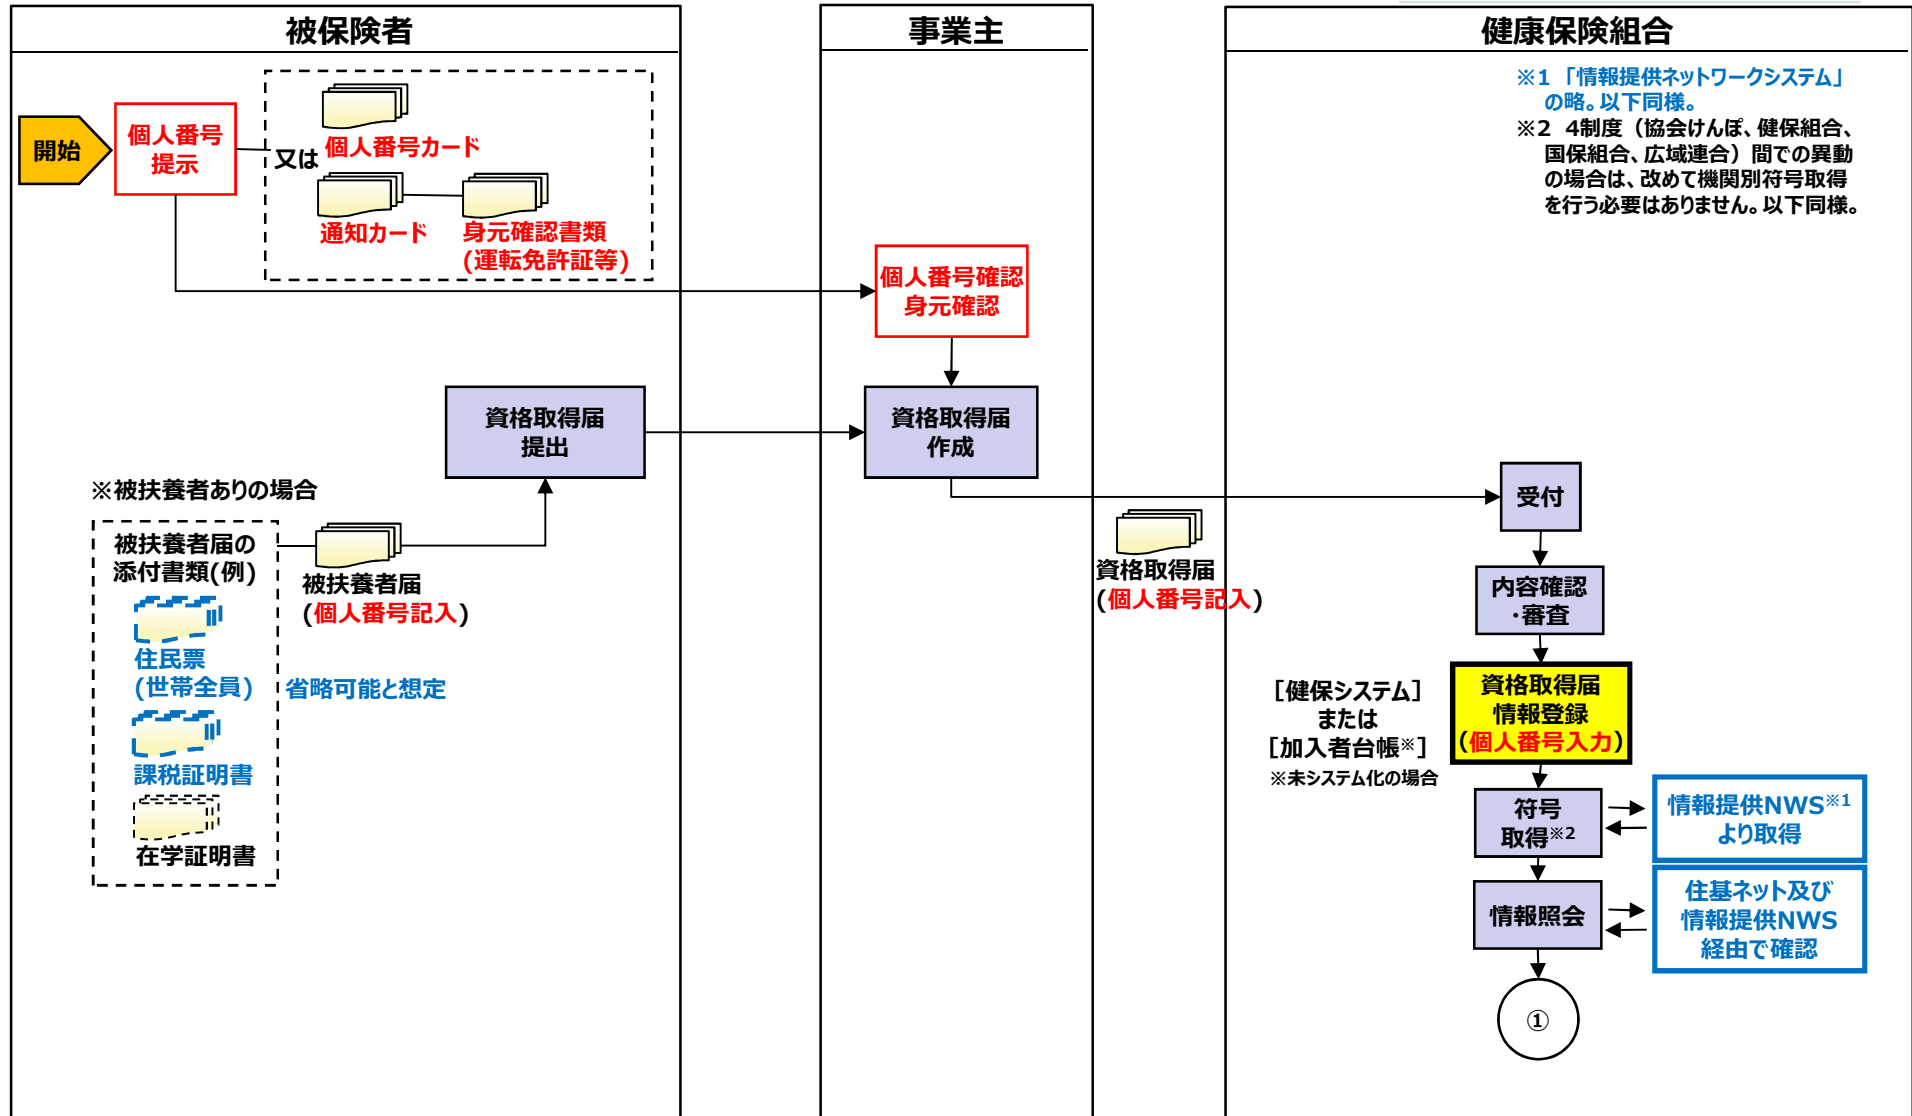 被保険者
事業主
健康保険組合
※1 「情報提供ネットワークシステム」
の略。以下同様。
※2 4制度（協会けんぽ、健保組合、
国保組合、広域連合）間での異動
の場合は、改めて機関別符号取得
を行う必要はありません。以下同様。
開始
個人番号
提示
又は
個人番号カード
通知カード
身元確認書類
(運転免許証等)
個人番号確認
身元確認
資格取得届
提出
資格取得届
作成
※被扶養者ありの場合
被扶養者届の
添付書類(例)
住民票
(世帯全員)
課税証明書
在学証明書
省略可能と想定
被扶養者届
(個人番号記入)
資格取得届
(個人番号記入)
受付
内容確認
・審査
［健保システム］
または
［加入者台帳※］
※未システム化の場合
資格取得届
情報登録
(個人番号入力)
符号
取得※2
情報提供NWS※1
より取得
情報照会
住基ネット及び
情報提供NWS
経由で確認
①